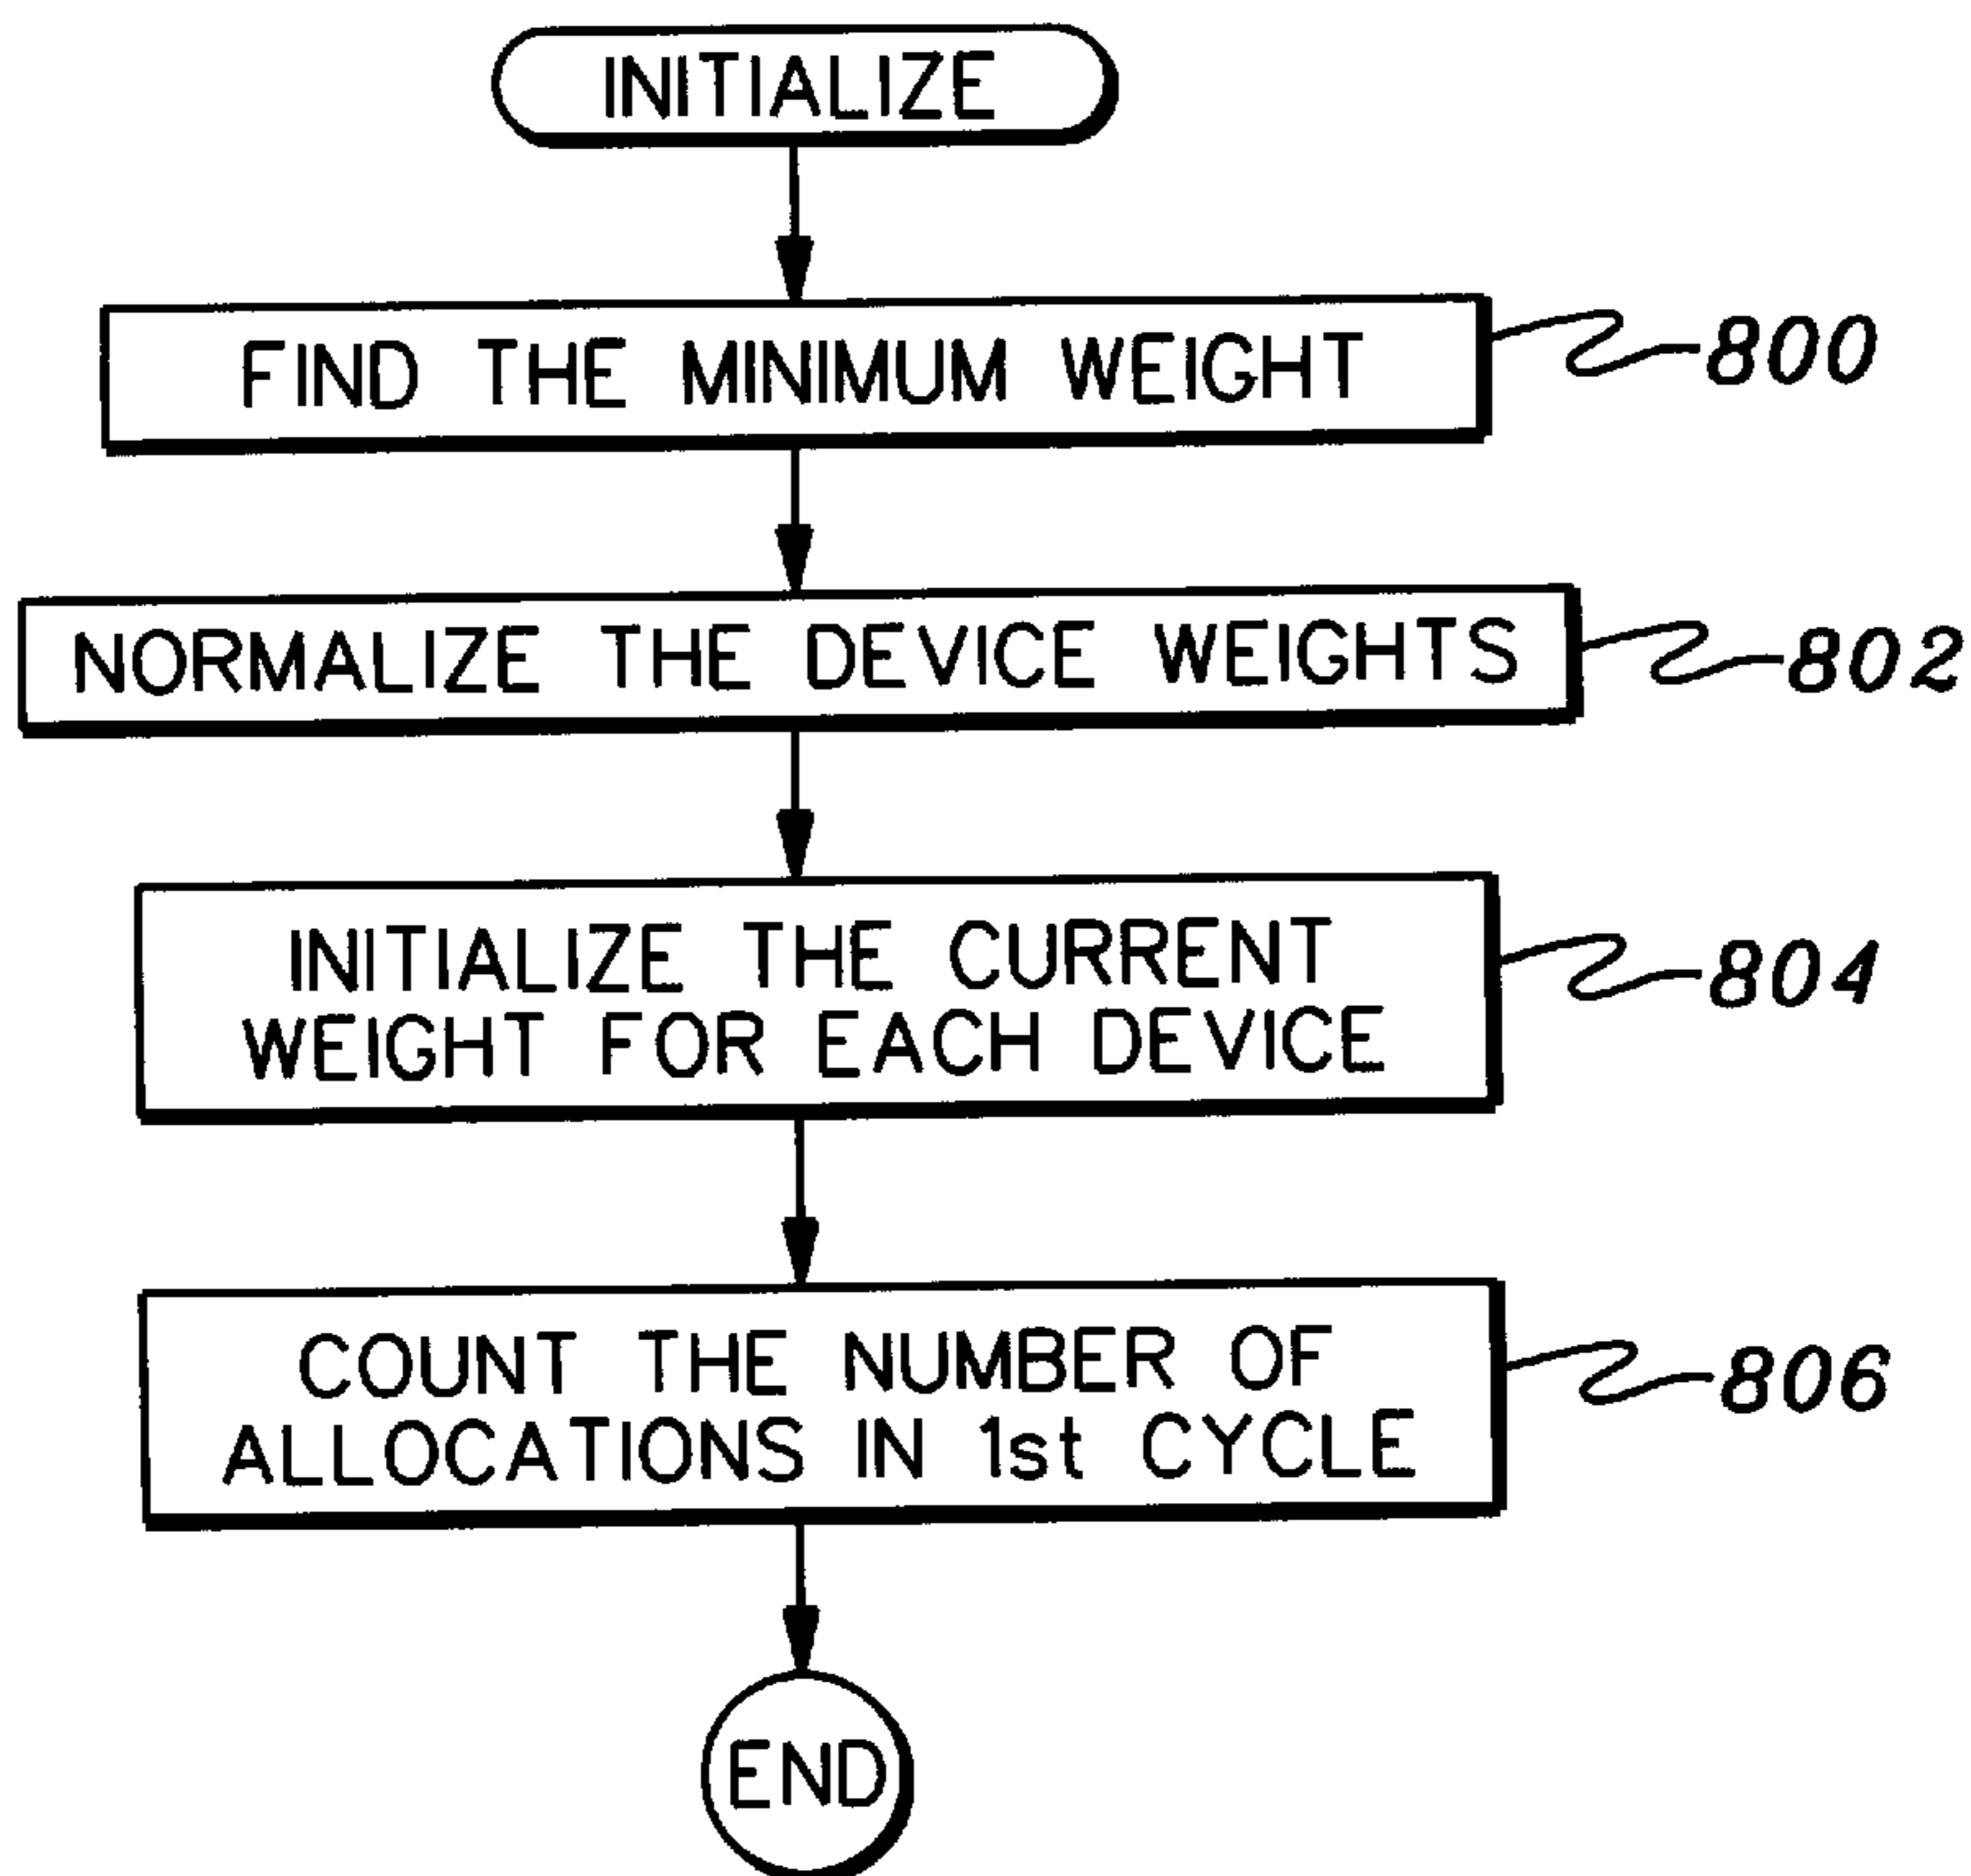 INITIALIZE
FIND THE MINIMUM WEIGHT
800
NORMALIZE THE DEVICE WEIGHTS
802
INITIALIZE THE CURRENT
WEIGHT FOR EACH DEVICE
804
COUNT THE NUMBER OF
ALLOCATIONS IN 1st CYCLE
806
END